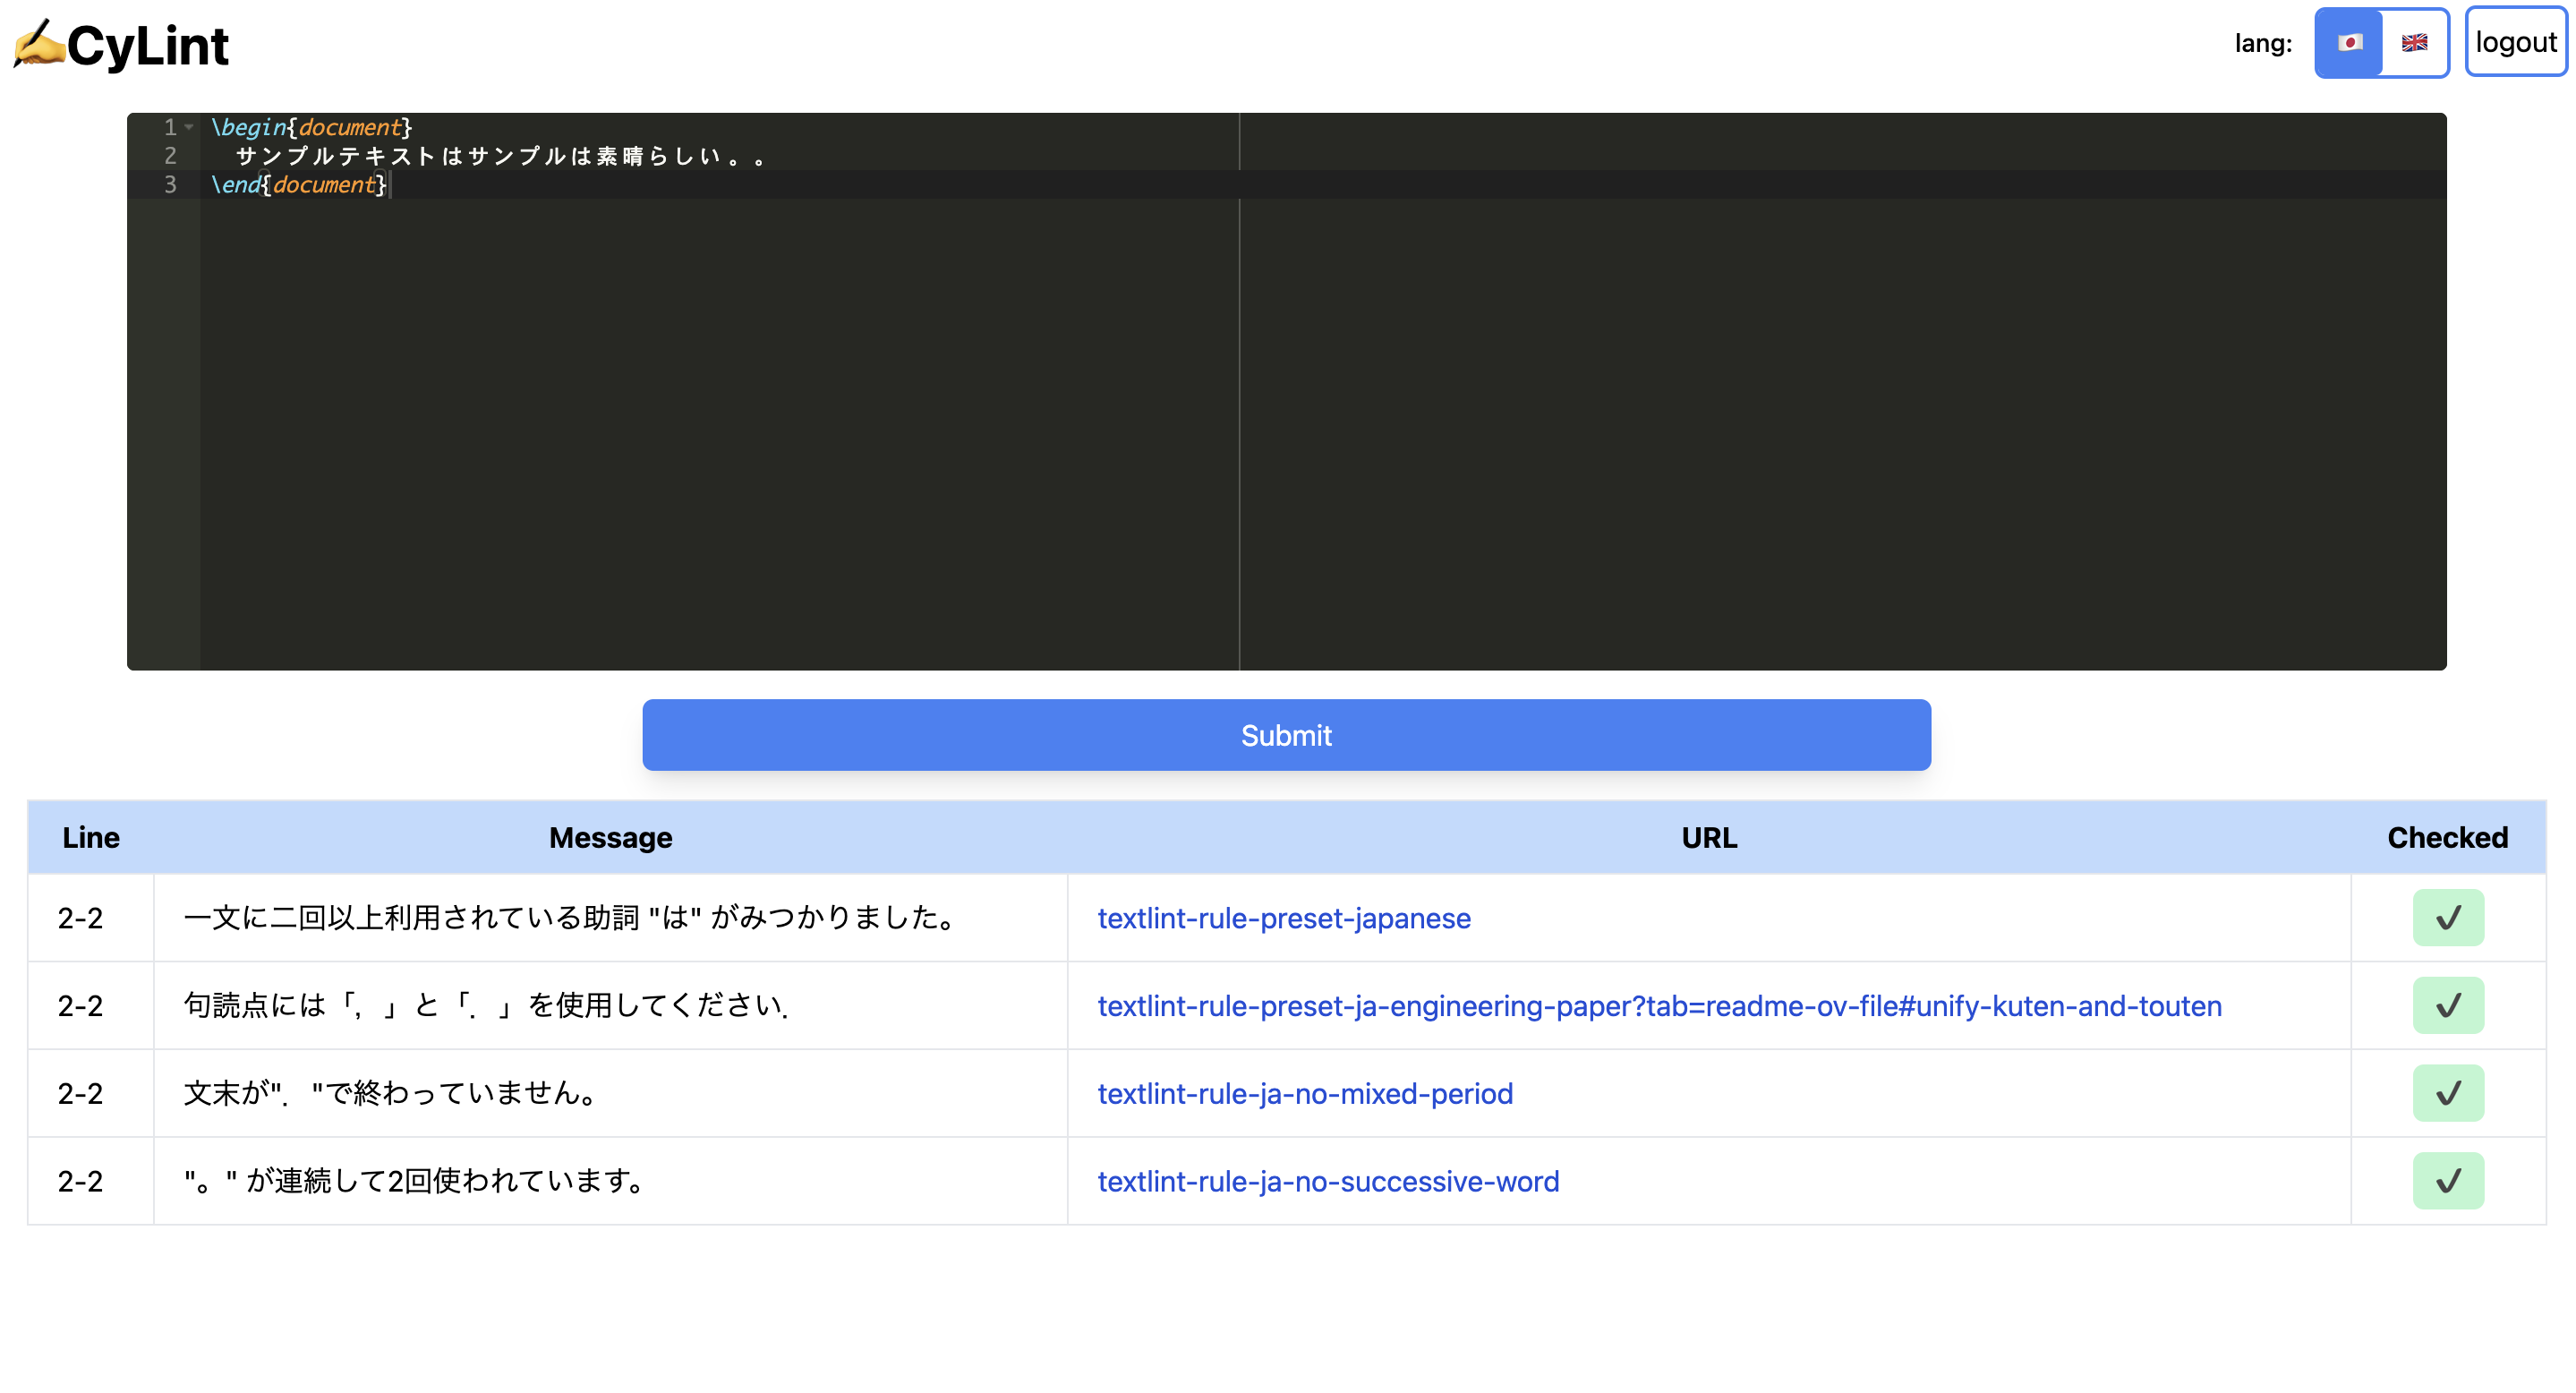 ✍️CyLint
lang: logout
1 \begin{document}
2 サンプルテキストはサンプルは素晴らしい。。
3 \end{document}
Submit
Line Message URL Checked
2-2 一文に二回以上利用されている助詞 "は" がみつかりました。 textlint-rule-preset-japanese ✔
2-2 句読点には「，」と「．」を使用してください． textlint-rule-preset-ja-engineering-paper?tab=readme-ov-file#unify-kuten-and-touten ✔
2-2 文末が"．"で終わっていません。 textlint-rule-ja-no-mixed-period ✔
2-2 "。" が連続して2回使われています。 textlint-rule-ja-no-successive-word ✔